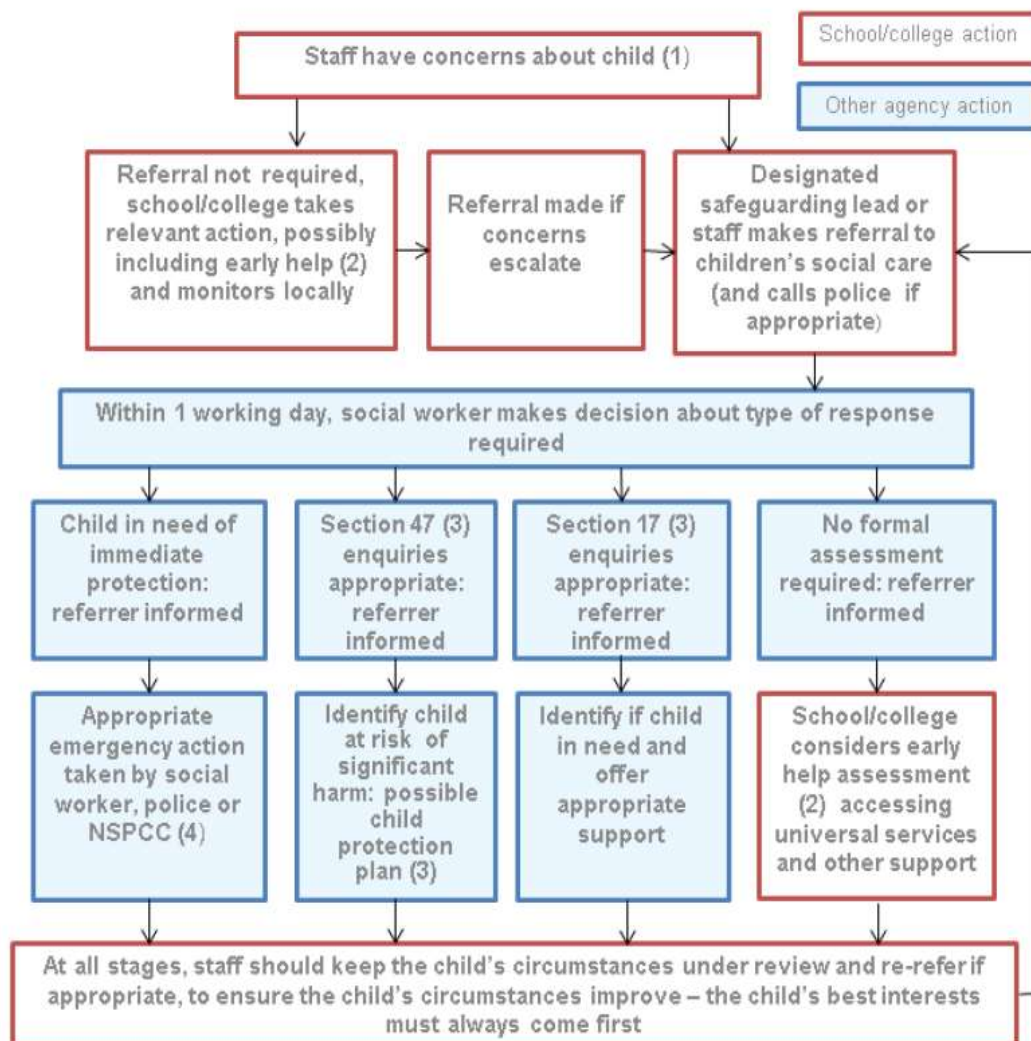 School/college action
Staff have concerns about child (1)
Other agency action
Referral not required,
school/college takes
relevant action, possibly
including early help (2)
and monitors locally
Referral made if
concerns
escalate
Designated
safeguarding lead or
staff makes referral to
children's social care
(and calls police if
appropriate)
Within 1 working day, social worker makes decision about type of response
required
Child in need of
immediate
protection:
referrer informed
Section 47 (3)
enquiries
appropriate:
referrer
informed
Section 17 (3)
enquiries
appropriate:
referrer
informed
No formal
assessment
required: referrer
informed
Appropriate
emergency action
taken by social
worker, police or
NSPCC (4)
Identify child
at risk of
significant
harm: possible
child
protection
plan (3)
Identify if child
in need and
offer
appropriate
support
School/college
considers early
help assessment
(2) accessing
universal services
and other support
At all stages, staff should keep the child's circumstances under review and re-refer if
appropriate, to ensure the child's circumstances improve – the child's best interests
must always come first